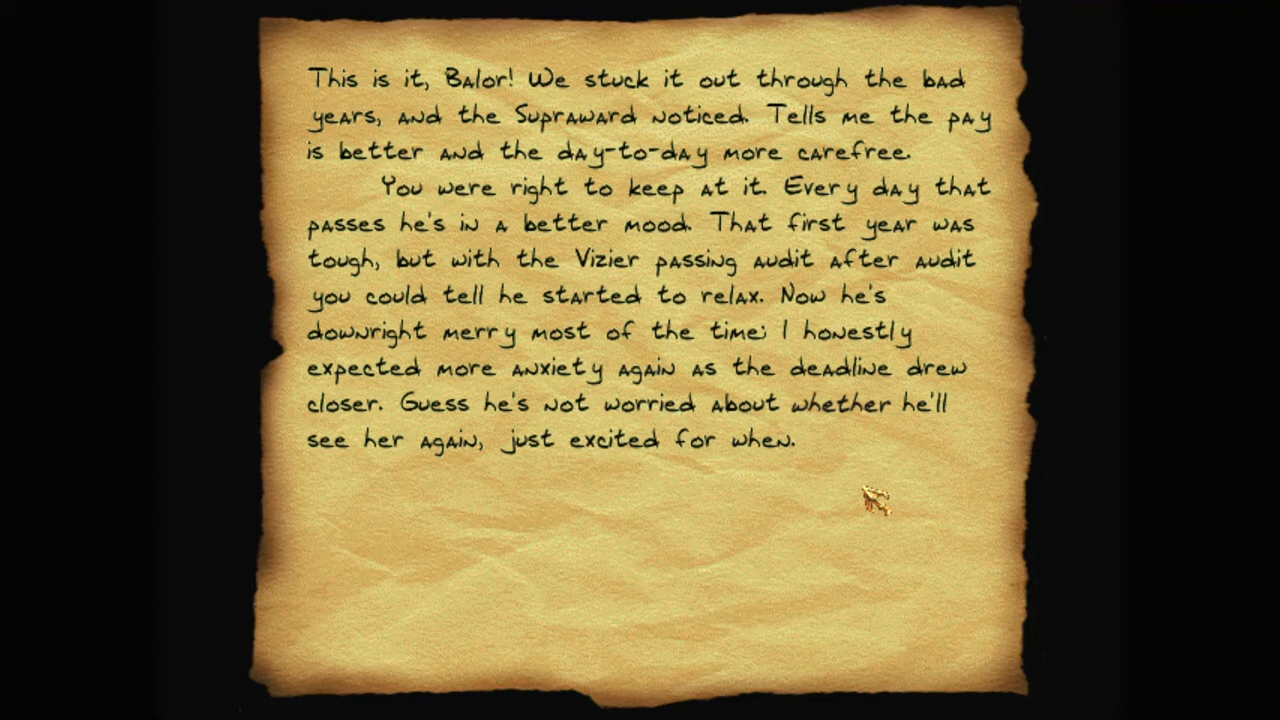 This is it, Balor! We stuck it out through the bad
years, and the Supraward noticed. Tells me the pay
is better and the day-to-day more carefree.
You were right to keep at it. Every day that
passes he's in a better mood. That first year was
tough, but with the Vizier passing audit after audit
you could tell he started to relax. Now he's
downright merry most of the time; I honestly
expected more anxiety again as the deadline drew
closer. Guess he's not worried about whether he'll
see her again, just excited for when.